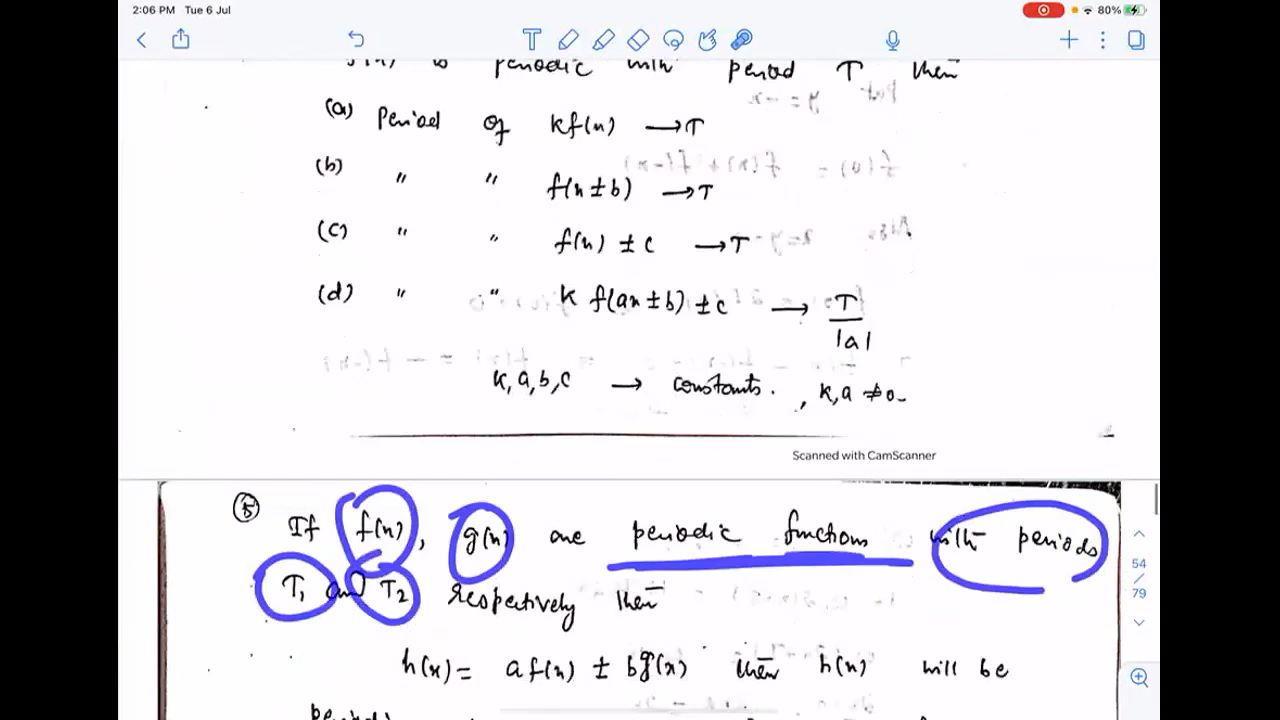 2:06 PM Tue 6 Jul 80%
f(x) is periodic with period T then
(a) Period of kf(x) → T
(b) " " f(x ± b) → T
(c) " " f(x) ± c → T
(d) " " k f(ax ± b) ± c → T/|a|
k, a, b, c → constants. , k, a ≠ 0
Scanned with CamScanner
⑤ If f(x), g(x) are periodic functions with periods
T₁ and T₂ respectively then
54
/
79
h(x) = a f(x) ± b g(x) then h(x) will be